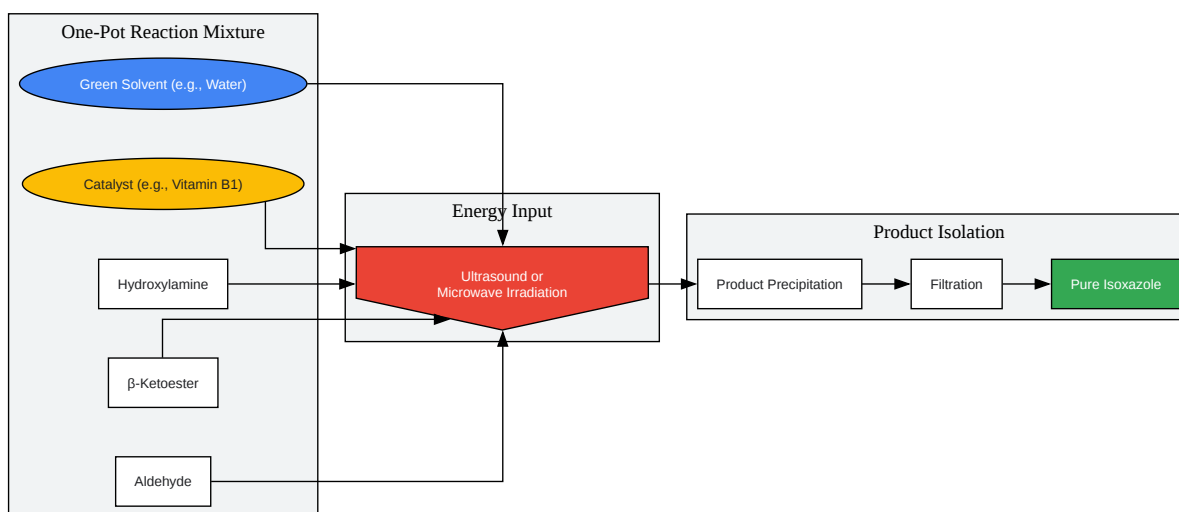 One-Pot Reaction Mixture
Green Solvent (e.g., Water)
Catalyst (e.g., Vitamin B1)
Hydroxylamine
β-Ketoester
Aldehyde
Energy Input
Ultrasound or
Microwave Irradiation
Product Isolation
Product Precipitation
Filtration
Pure Isoxazole